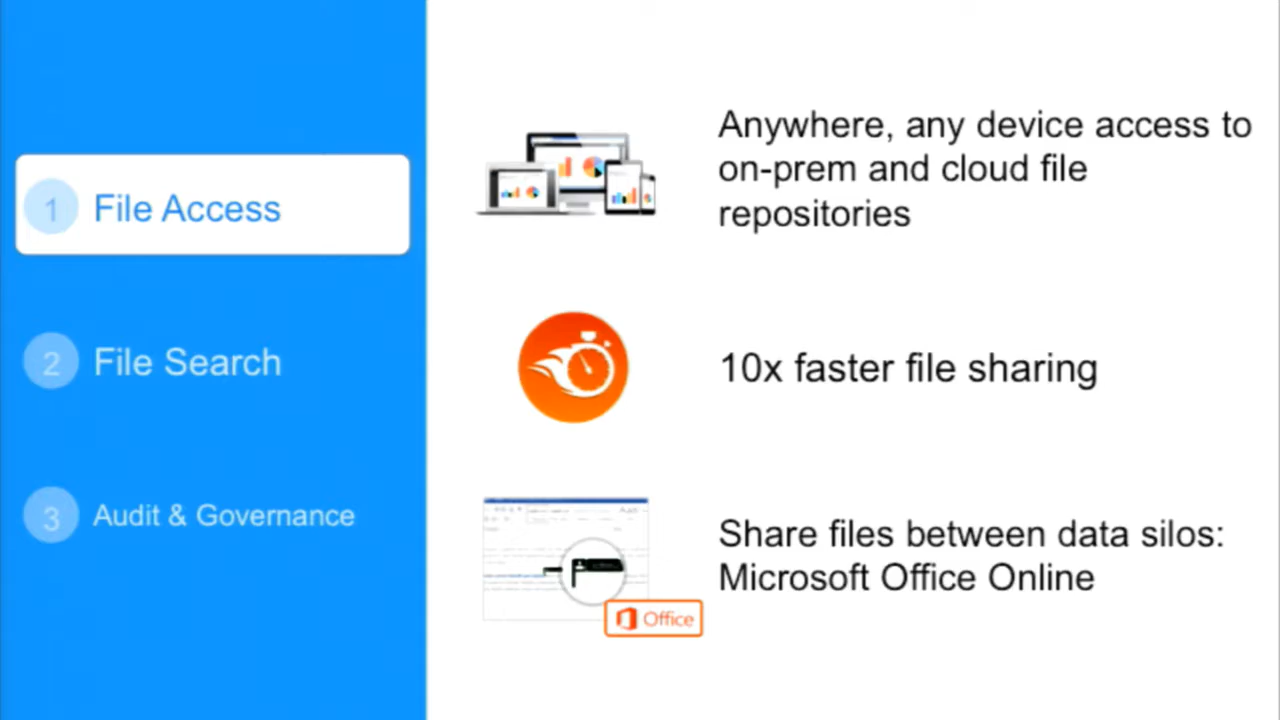 1 File Access
2 File Search
3 Audit & Governance
Anywhere, any device access to
on-prem and cloud file
repositories
10x faster file sharing
Share files between data silos:
Microsoft Office Online
Office